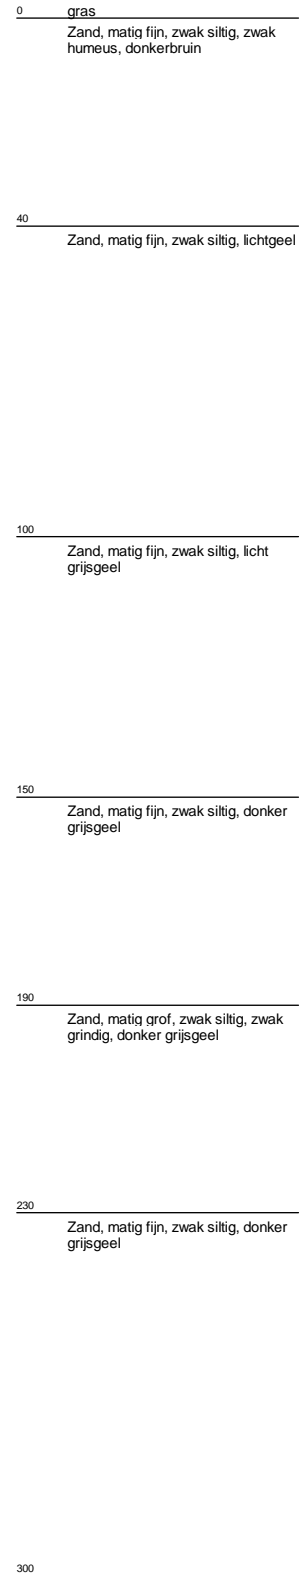 0 gras
Zand, matig fijn, zwak siltig, zwak
humeus, donkerbruin
40
Zand, matig fijn, zwak siltig, lichtgeel
100
Zand, matig fijn, zwak siltig, licht
grijsgeel
150
Zand, matig fijn, zwak siltig, donker
grijsgeel
190
Zand, matig grof, zwak siltig, zwak
grindig, donker grijsgeel
230
Zand, matig fijn, zwak siltig, donker
grijsgeel
300